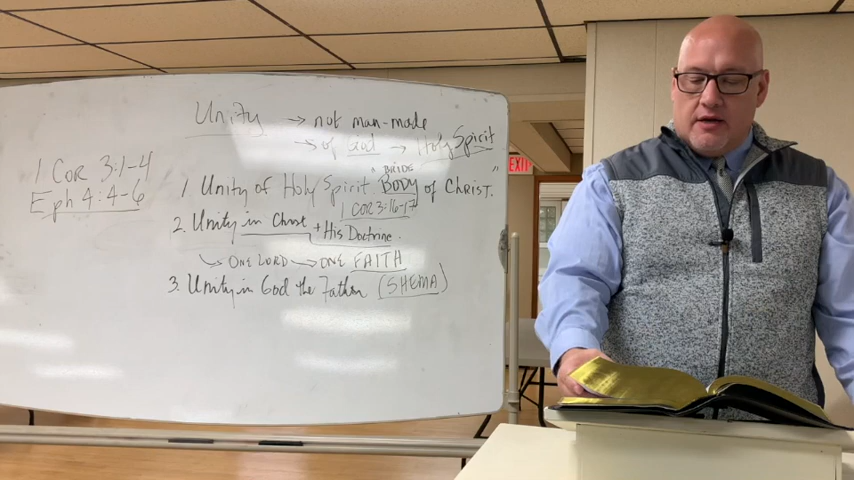 Unity → not man-made
→ of God → Holy Spirit
1 COR 3:1-4
Eph 4:4-6
BRIDE
1 Unity of Holy Spirit "BODY of CHRIST."
1 COR 3:16-17
2. Unity in Christ + His Doctrine.
↳ ONE LORD → ONE FAITH
3. Unity in God the Father (SHEMA)
EXIT